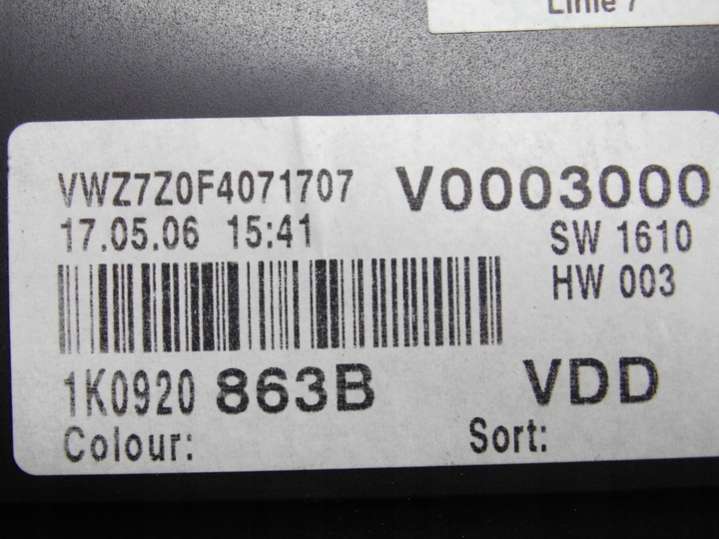 Linie 7
VWZ7Z0F4071707 V0003000
17.05.06 15:41 SW 1610
HW 003
1K0920 863B VDD
Colour: Sort: